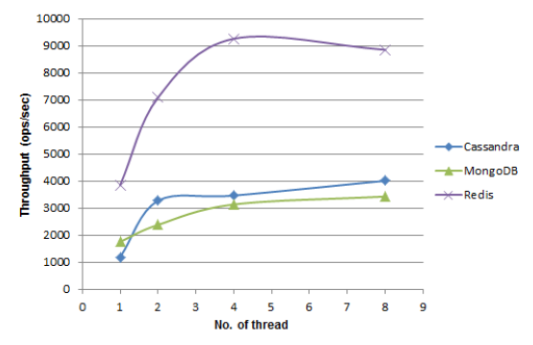 10000
9000
8000
7000
6000
5000
4000
3000
2000
1000
0
Throughput (ops/sec)
0 1 2 3 4 5 6 7 8 9
No. of thread
Cassandra
MongoDB
Redis